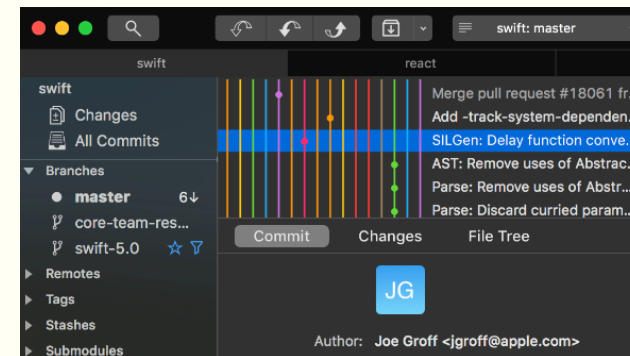 swift: master
swift
react
swift
Changes
All Commits
Branches
master 6↓
core-team-res...
swift-5.0
Remotes
Tags
Stashes
Submodules
Merge pull request #18061 fr...
Add -track-system-dependen...
SILGen: Delay function conve...
AST: Remove uses of Abstrac...
Parse: Remove uses of Abstr...
Parse: Discard curried param...
Commit
Changes
File Tree
JG
Author: Joe Groff <jgroff@apple.com>